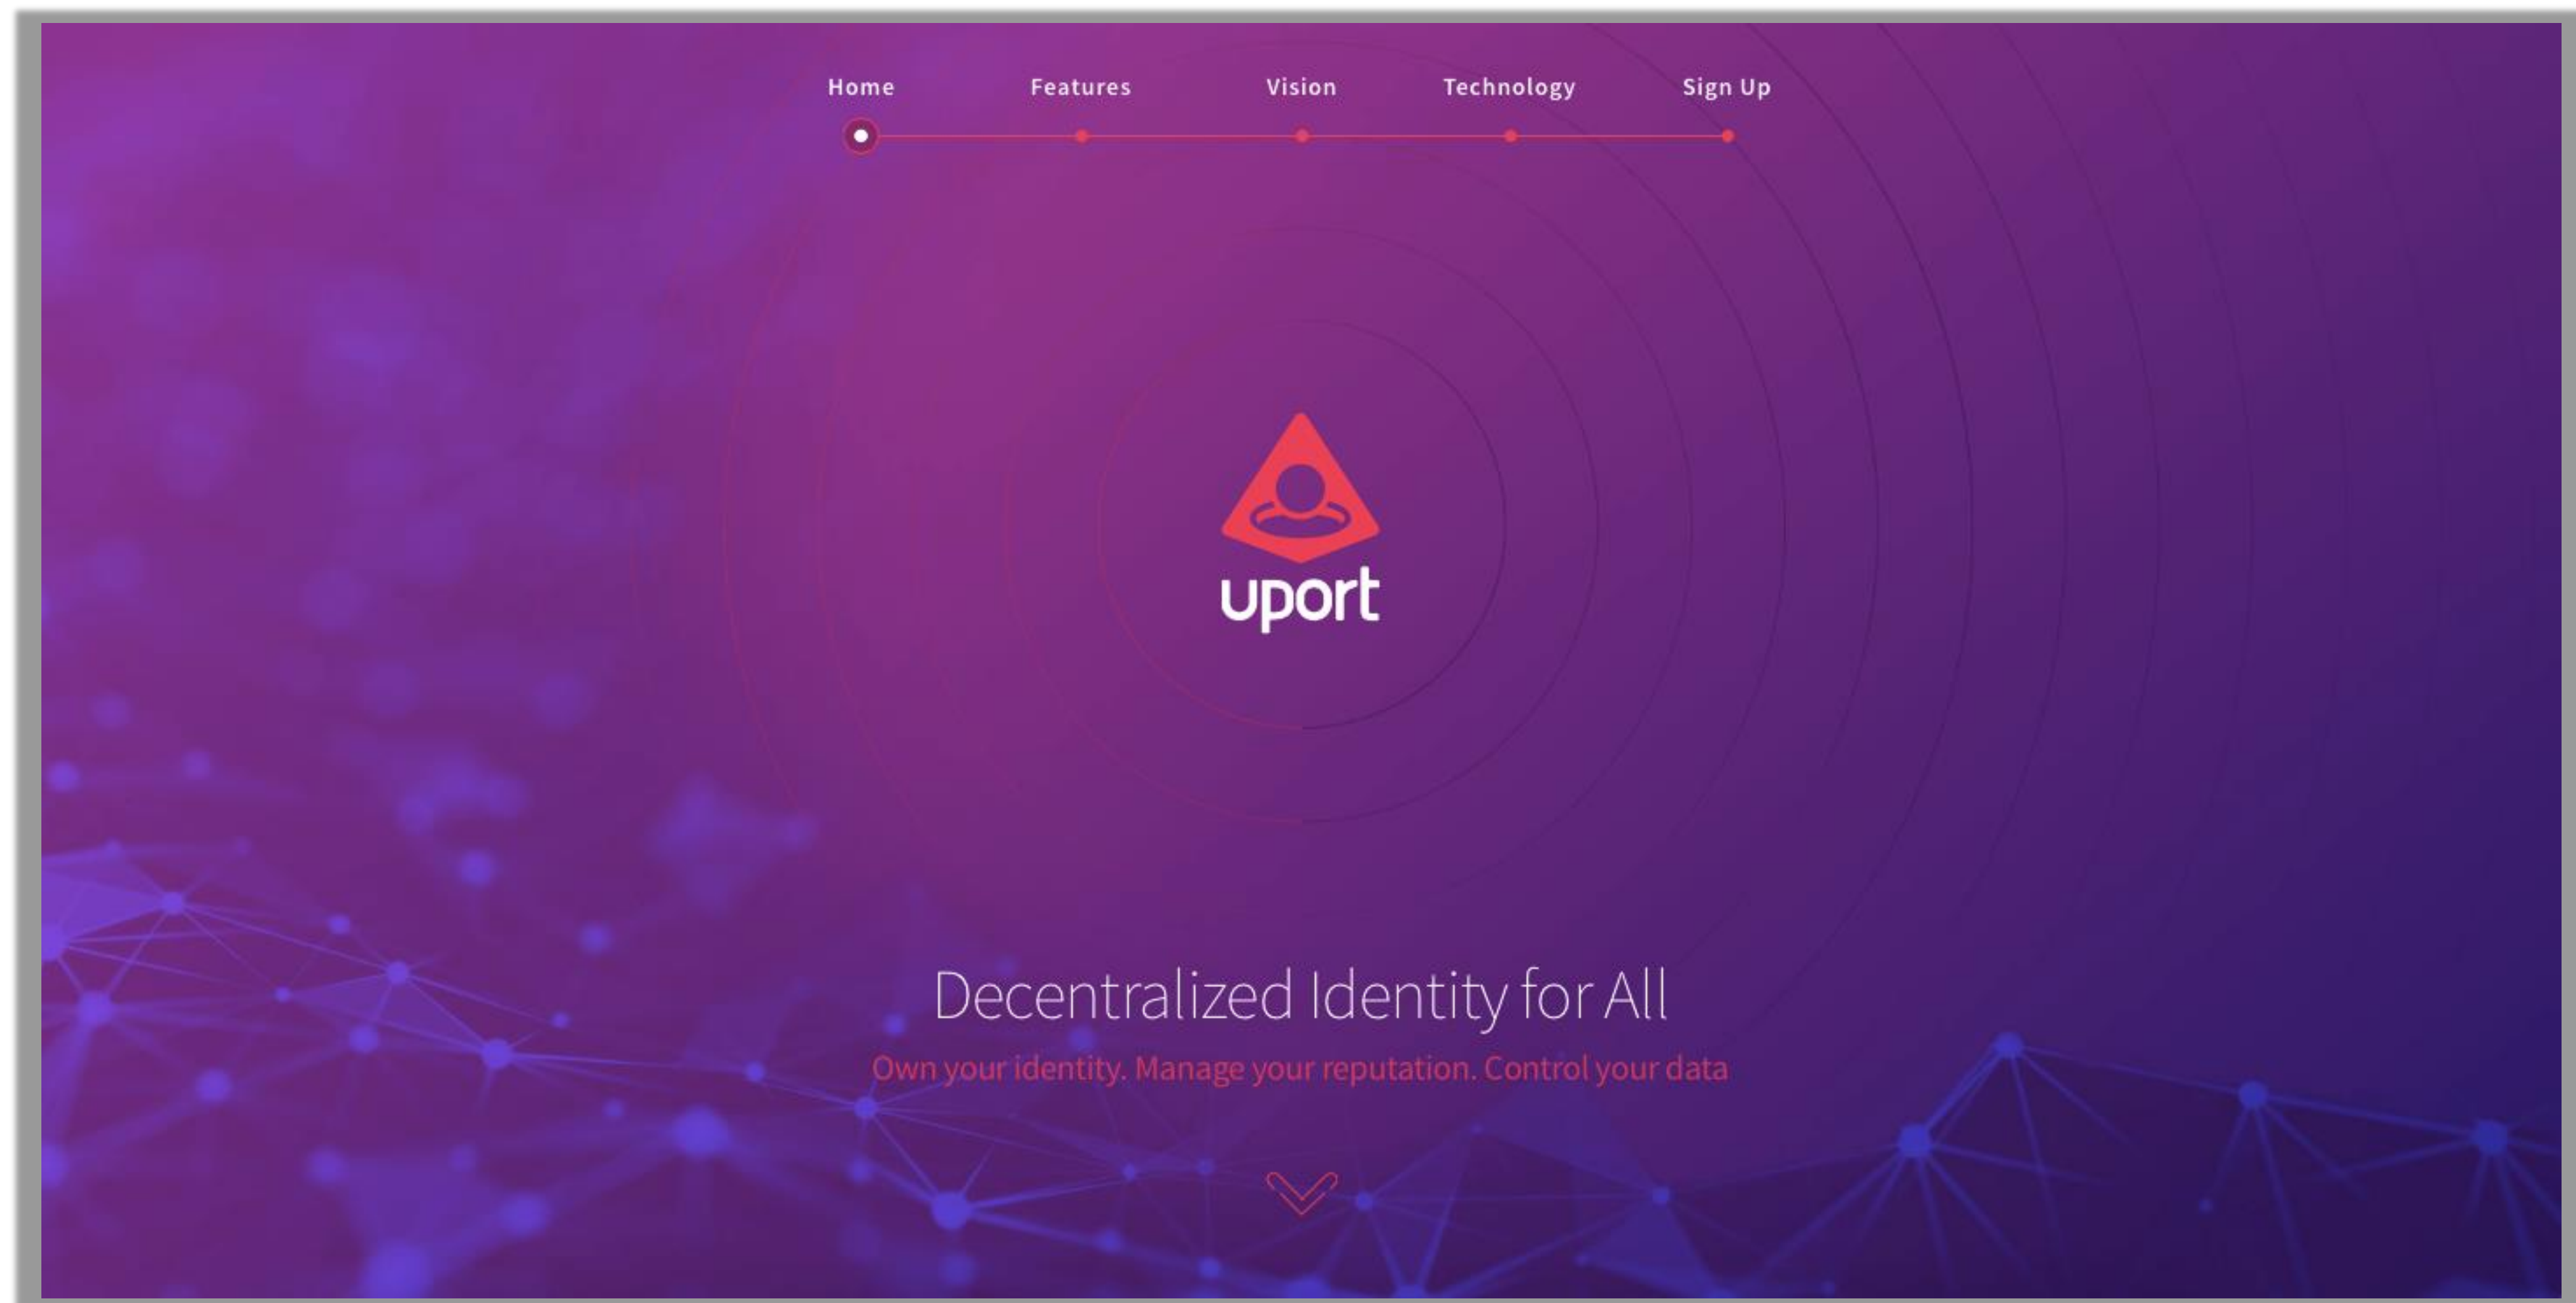 Home Features Vision Technology Sign Up
uport
Decentralized Identity for All
Own your identity. Manage your reputation. Control your data